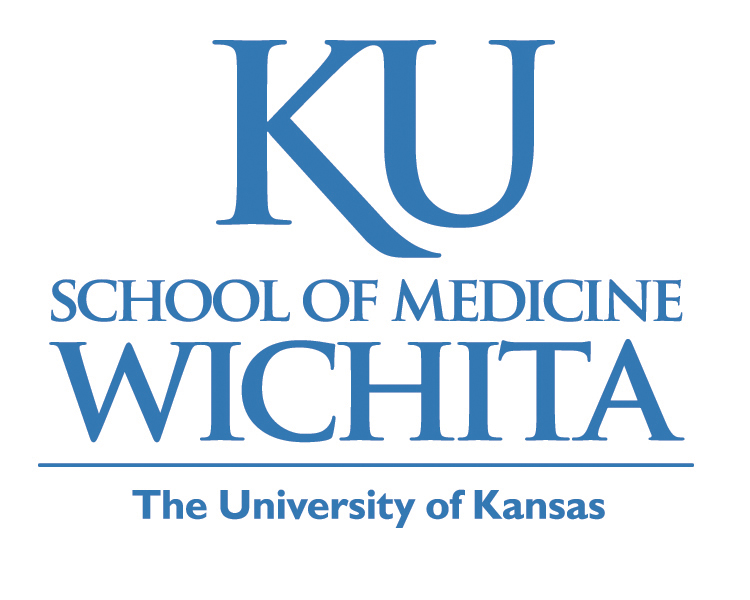 KU
SCHOOL OF MEDICINE
WICHITA
The University of Kansas